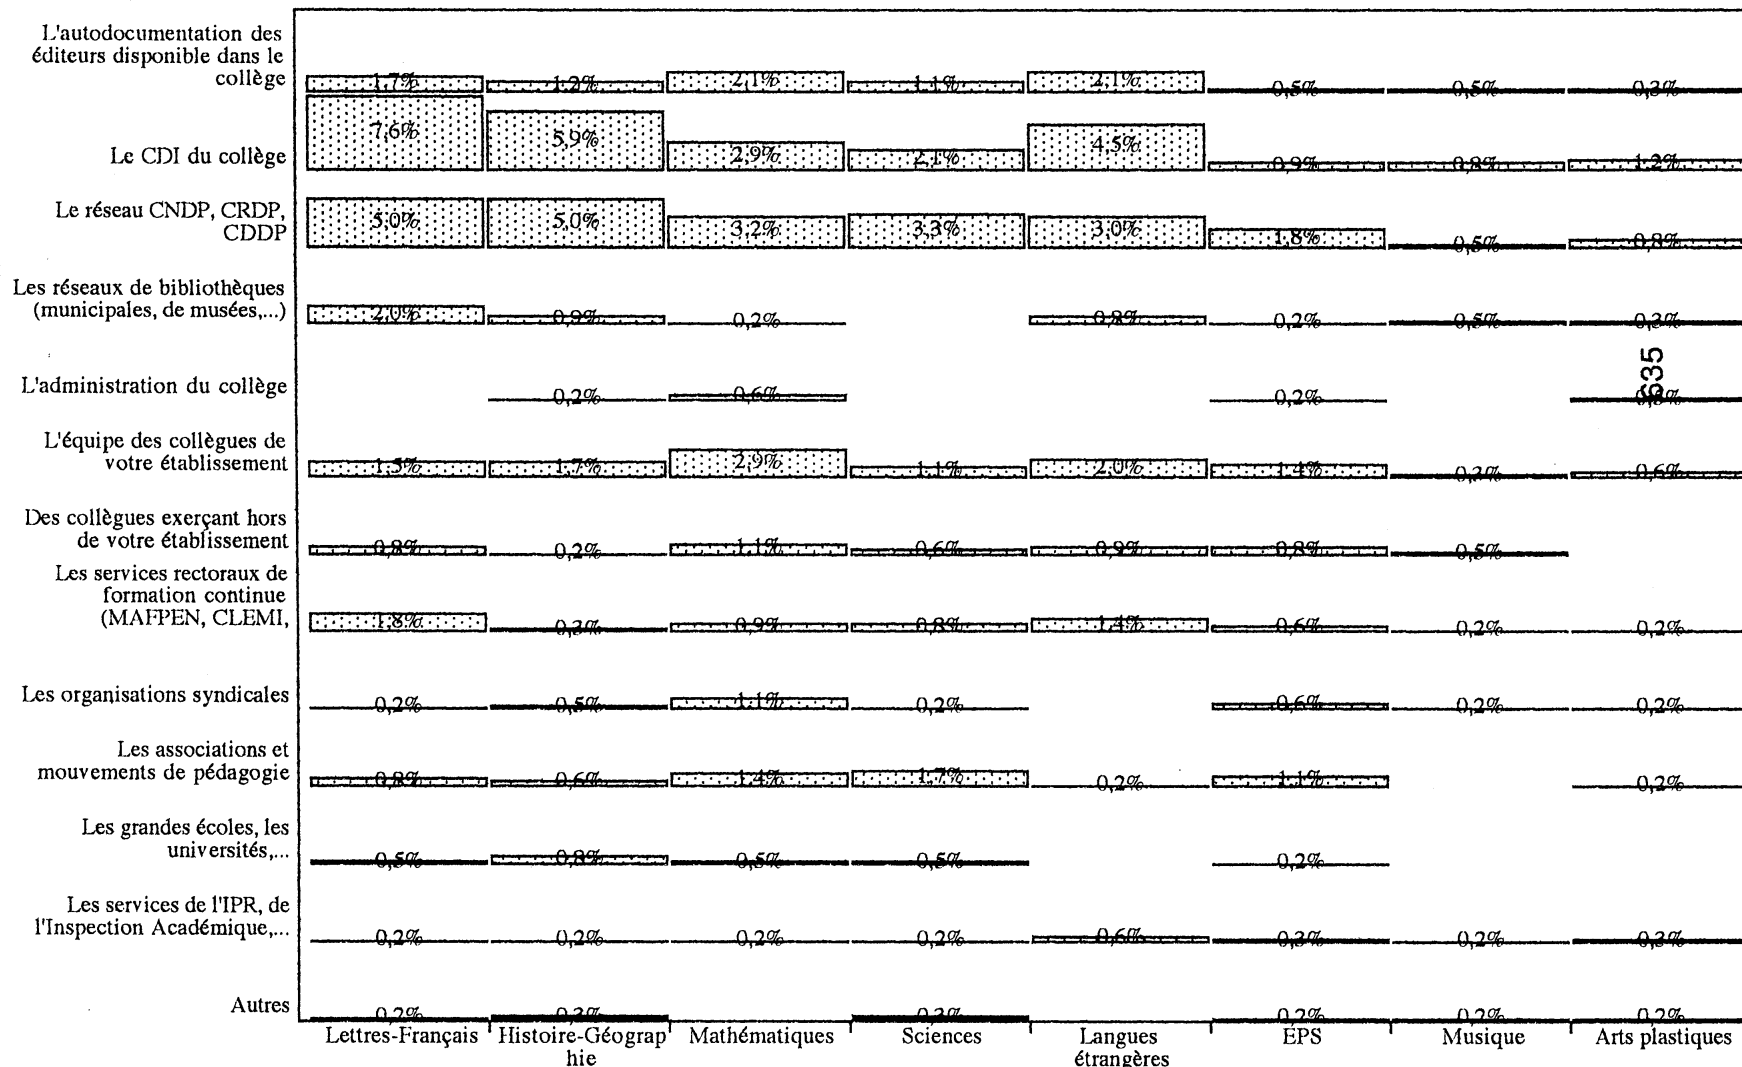 L'autodocumentation des
éditeurs disponible dans le
collège
1,7% 1,2% 2,1% 1,1% 2,1% 0,5% 0,5% 0,3%
Le CDI du collège
7,6% 5,9% 2,9% 2,1% 4,5% 0,9% 0,8% 1,2%
Le réseau CNDP, CRDP,
CDDP
5,0% 5,0% 3,2% 3,3% 3,0% 1,8% 0,5% 0,8%
Les réseaux de bibliothèques
(municipales, de musées,...)
2,0% 0,9% 0,2% 0,8% 0,2% 0,5% 0,3%
635
L'administration du collège
0,2% 0,6% 0,2%
L'équipe des collègues de
votre établissement
1,5% 1,7% 2,9% 1,1% 2,0% 1,4% 0,3% 0,6%
Des collègues exerçant hors
de votre établissement
0,8% 0,2% 1,1% 0,6% 0,9% 0,8% 0,5%
Les services rectoraux de
formation continue
(MAFPEN, CLEMI,
1,8% 0,3% 0,9% 0,8% 1,4% 0,6% 0,2% 0,2%
Les organisations syndicales
0,2% 0,5% 1,1% 0,2% 0,6% 0,2% 0,2%
Les associations et
mouvements de pédagogie
0,8% 0,6% 1,4% 1,7% 0,2% 1,1% 0,2%
Les grandes écoles, les
universités,...
0,5% 0,8% 0,5% 0,5% 0,2%
Les services de l'IPR, de
l'Inspection Académique,...
0,2% 0,2% 0,2% 0,2% 0,6% 0,3% 0,2% 0,3%
Autres
0,2% 0,3% 0,3% 0,2% 0,2% 0,2%
Lettres-Français Histoire-Géograp Mathématiques Sciences Langues EPS Musique Arts plastiques
hie étrangères